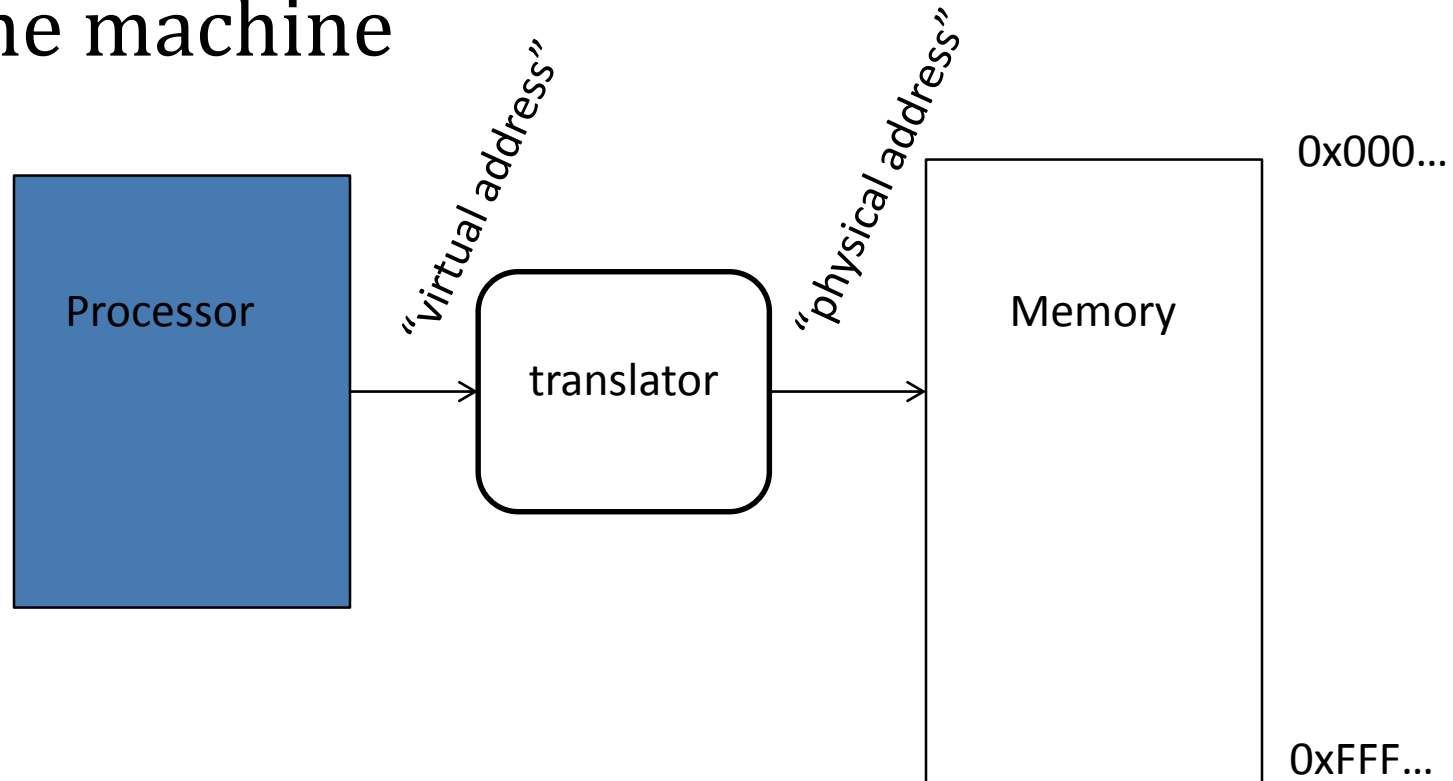 ne machine
“virtual address”
“physical address”
0x000…
Processor
Memory
translator
0xFFF…